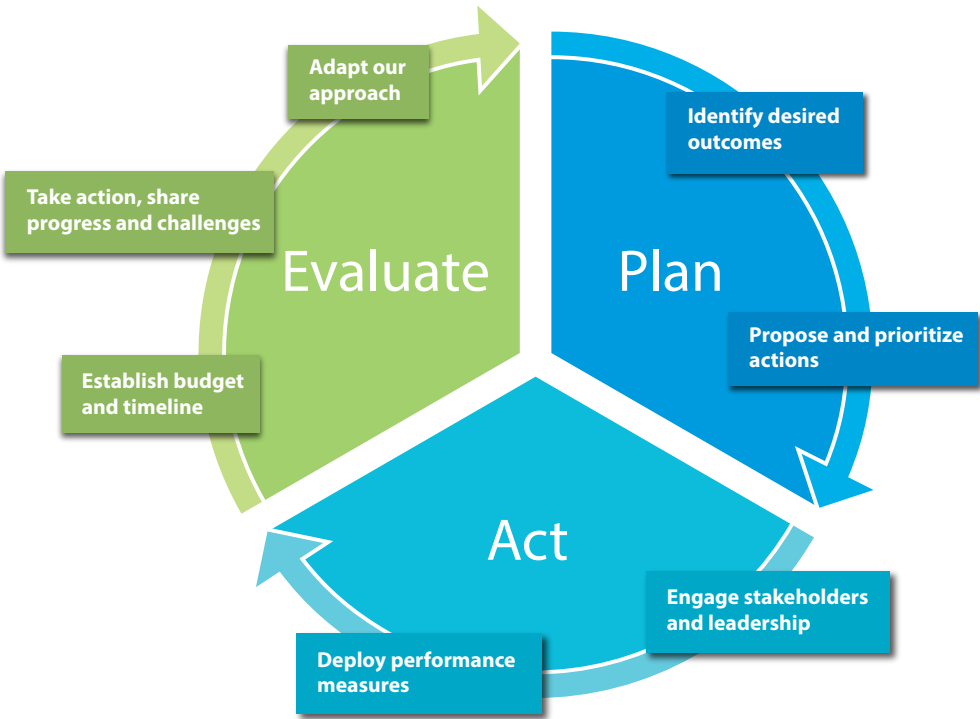 Adapt our
approach
Identify desired
outcomes
Take action, share
progress and challenges
Evaluate
Plan
Propose and prioritize
actions
Establish budget
and timeline
Act
Engage stakeholders
and leadership
Deploy performance
measures